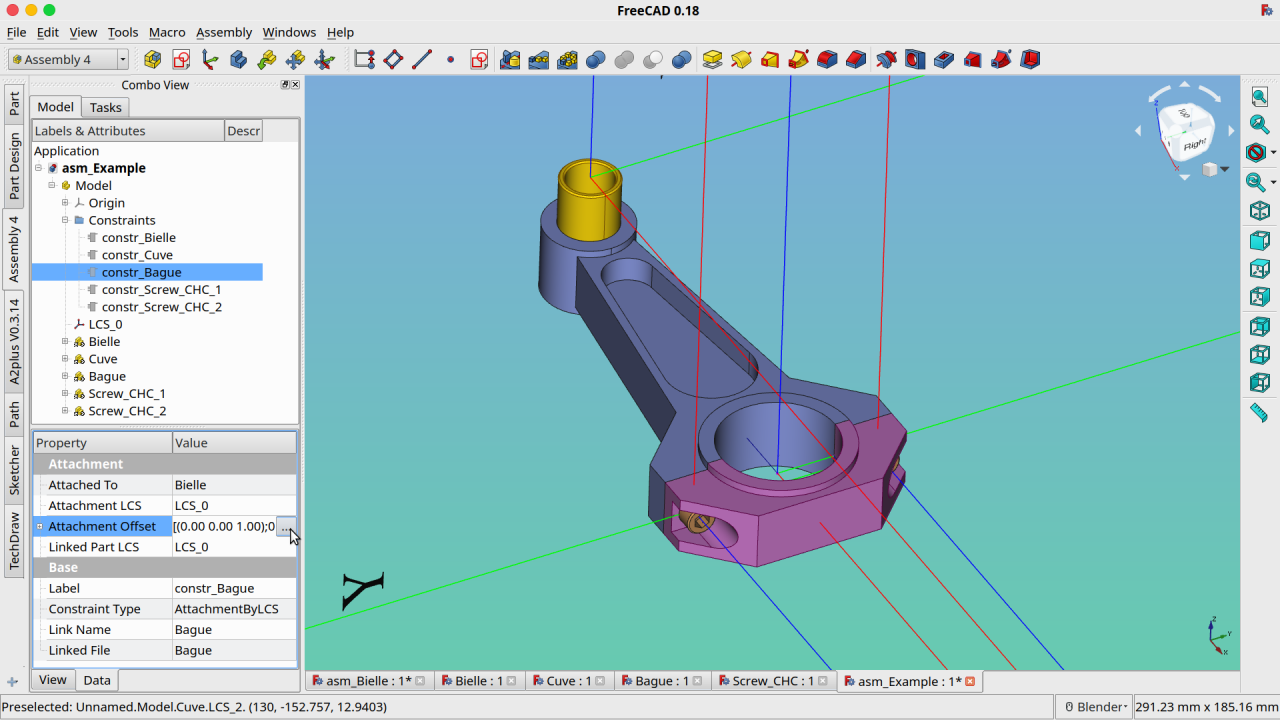 FreeCAD 0.18
File Edit View Tools Macro Assembly Windows Help
Assembly 4
Combo View
Model Tasks
Labels & Attributes Descr
Application
asm_Example
Model
Origin
Constraints
constr_Bielle
constr_Cuve
constr_Bague
constr_Screw_CHC_1
constr_Screw_CHC_2
LCS_0
Bielle
Cuve
Bague
Screw_CHC_1
Screw_CHC_2
Part
Part Design
Assembly 4
A2plus V0.3.14
Path
Sketcher
TechDraw
Property Value
Attachment
Attached To Bielle
Attachment LCS LCS_0
Attachment Offset [(0.00 0.00 1.00);0 ...
Linked Part LCS LCS_0
Base
Label constr_Bague
Constraint Type AttachmentByLCS
Link Name Bague
Linked File Bague
View Data
Right
Z
X
Y
Z
Y
X
asm_Bielle : 1* Bielle : 1 Cuve : 1 Bague : 1 Screw_CHC : 1 asm_Example : 1*
Preselected: Unnamed.Model.Cuve.LCS_2. (130, -152.757, 12.9403) Blender 291.23 mm x 185.16 mm